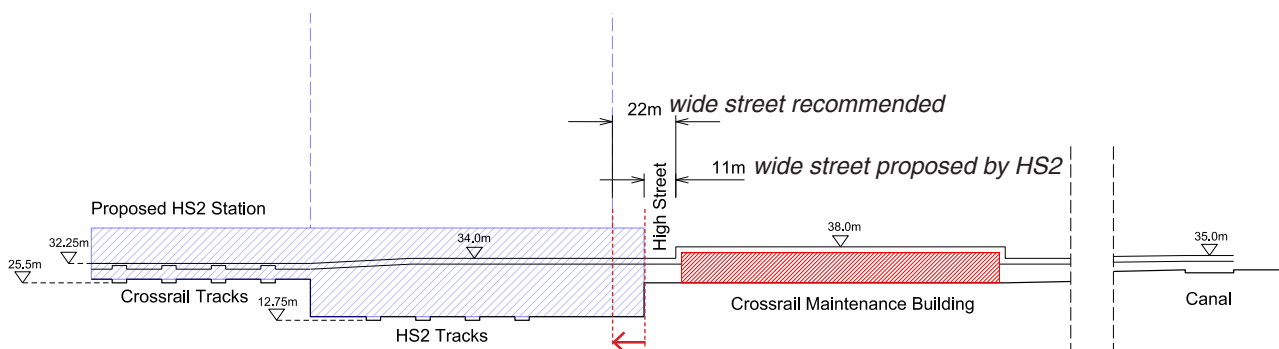 22m wide street recommended
11m wide street proposed by HS2
High Street
Proposed HS2 Station
32.25m
34.0m
38.0m
35.0m
25.5m
Crossrail Tracks
12.75m
HS2 Tracks
Crossrail Maintenance Building
Canal